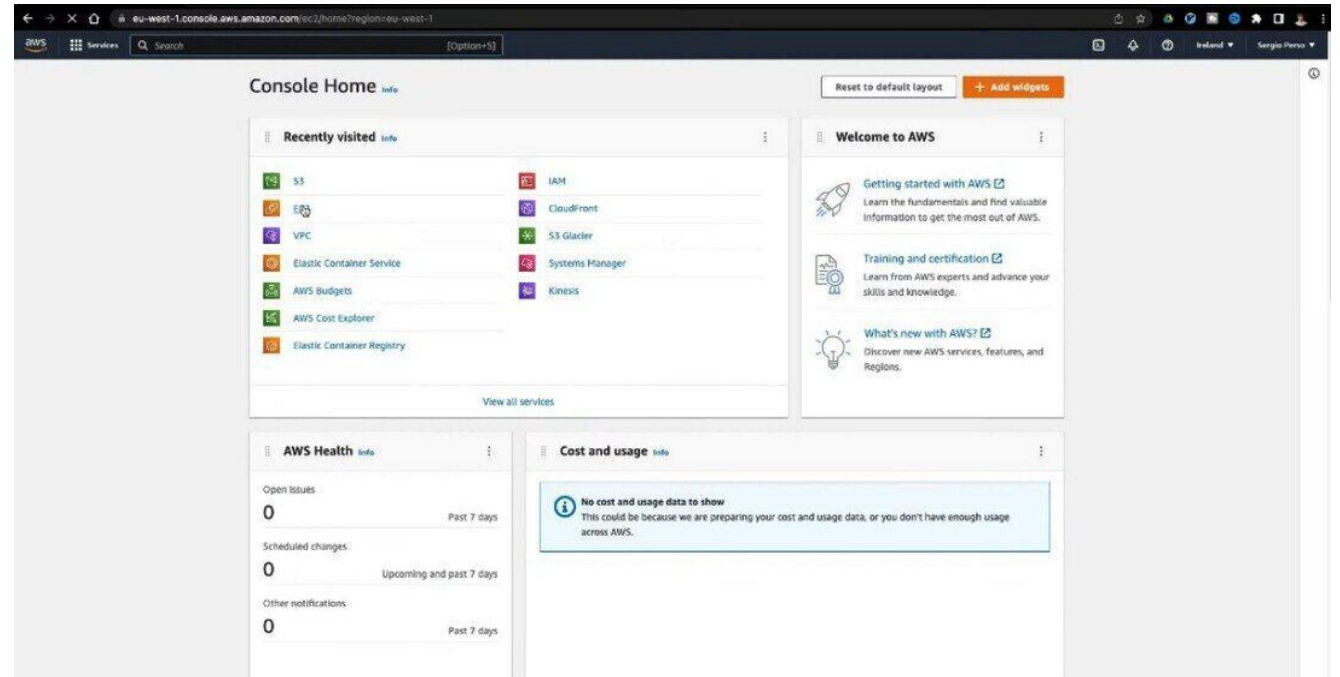 eu-west-1.console.aws.amazon.com/ec2/home?region=eu-west-1
aws
Services
Search
[Option+S]
Ireland ▼
Sergio Perso ▼
Console Home Info
Reset to default layout
+ Add widgets
Recently visited Info
S3
VPC
Elastic Container Service
AWS Budgets
AWS Cost Explorer
Elastic Container Registry
IAM
CloudFront
S3 Glacier
Systems Manager
Kinesis
View all services
Welcome to AWS
Getting started with AWS
Learn the fundamentals and find valuable
information to get the most out of AWS.
Training and certification
Learn from AWS experts and advance your
skills and knowledge.
What's new with AWS?
Discover new AWS services, features, and
Regions.
AWS Health Info
Open issues
0
Past 7 days
Scheduled changes
0
Upcoming and past 7 days
Other notifications
0
Past 7 days
Cost and usage Info
No cost and usage data to show
This could be because we are preparing your cost and usage data, or you don't have enough usage
across AWS.